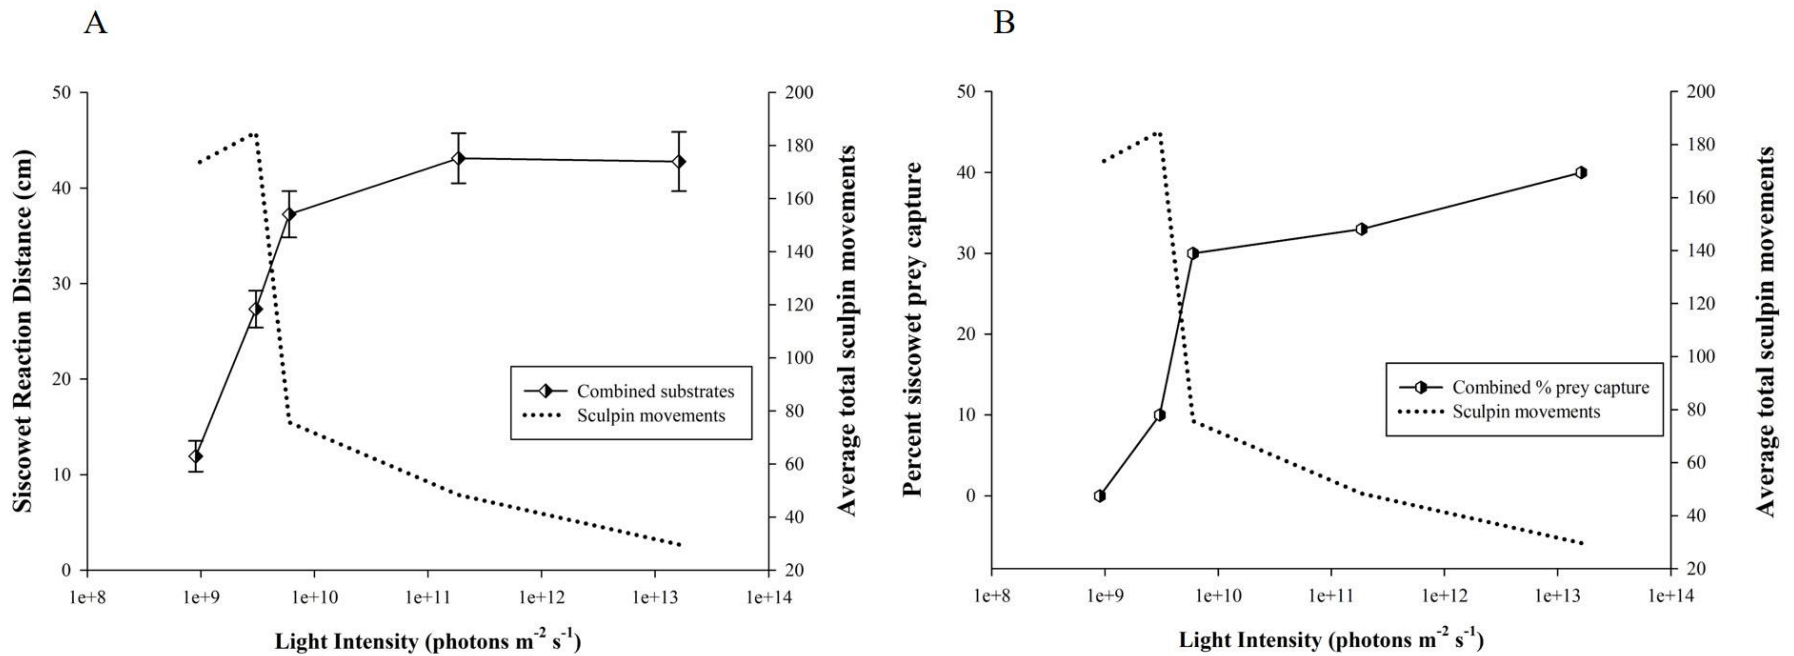 A
B
50
40
30
20
10
0
200
180
160
140
120
100
80
60
40
20
Siscowet Reaction Distance (cm)
Average total sculpin movements
Combined substrates
Sculpin movements
1e+8 1e+9 1e+10 1e+11 1e+12 1e+13 1e+14
Light Intensity (photons m-2 s-1)
50
40
30
20
10
0
200
180
160
140
120
100
80
60
40
20
Percent siscowet prey capture
Average total sculpin movements
Combined % prey capture
Sculpin movements
1e+8 1e+9 1e+10 1e+11 1e+12 1e+13 1e+14
Light Intensity (photons m-2 s-1)